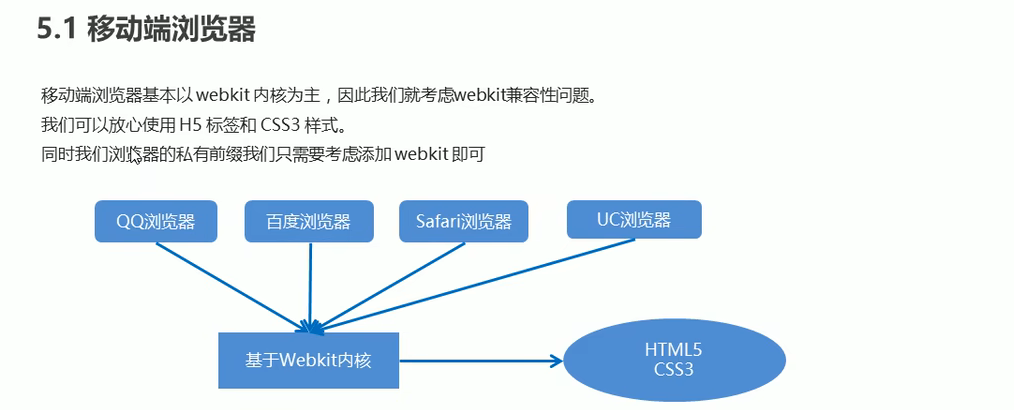 5.1 移动端浏览器
移动端浏览器基本以 webkit 内核为主，因此我们就考虑webkit兼容性问题。
我们可以放心使用 H5 标签和 CSS3 样式。
同时我们浏览器的私有前缀我们只需要考虑添加 webkit 即可
QQ浏览器
百度浏览器
Safari浏览器
UC浏览器
基于Webkit内核
HTML5
CSS3